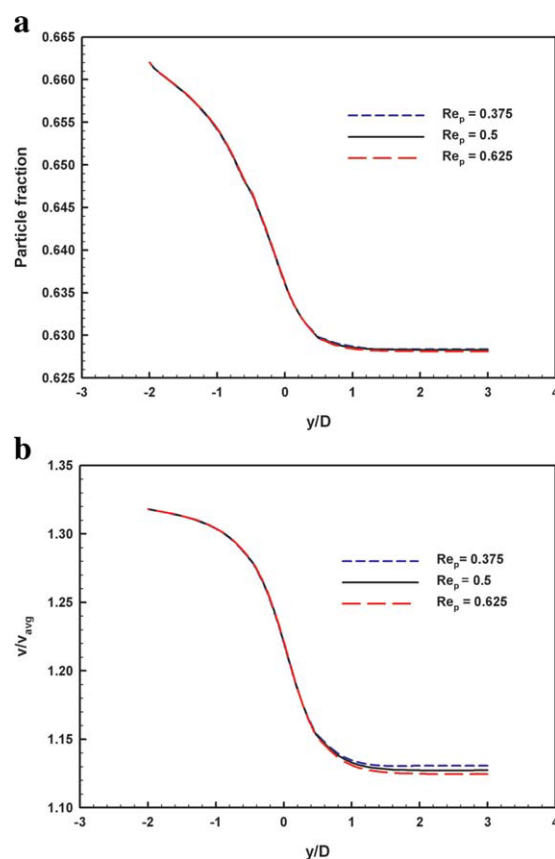 a
0.665
0.660
0.655
0.650
0.645
0.640
0.635
0.630
0.625
Particle fraction
Re_p = 0.375
Re_p = 0.5
Re_p = 0.625
-3 -2 -1 0 1 2 3 4
y/D
b
1.35
1.30
1.25
1.20
1.15
1.10
v/v_avg
Re_p = 0.375
Re_p = 0.5
Re_p = 0.625
-3 -2 -1 0 1 2 3 4
y/D